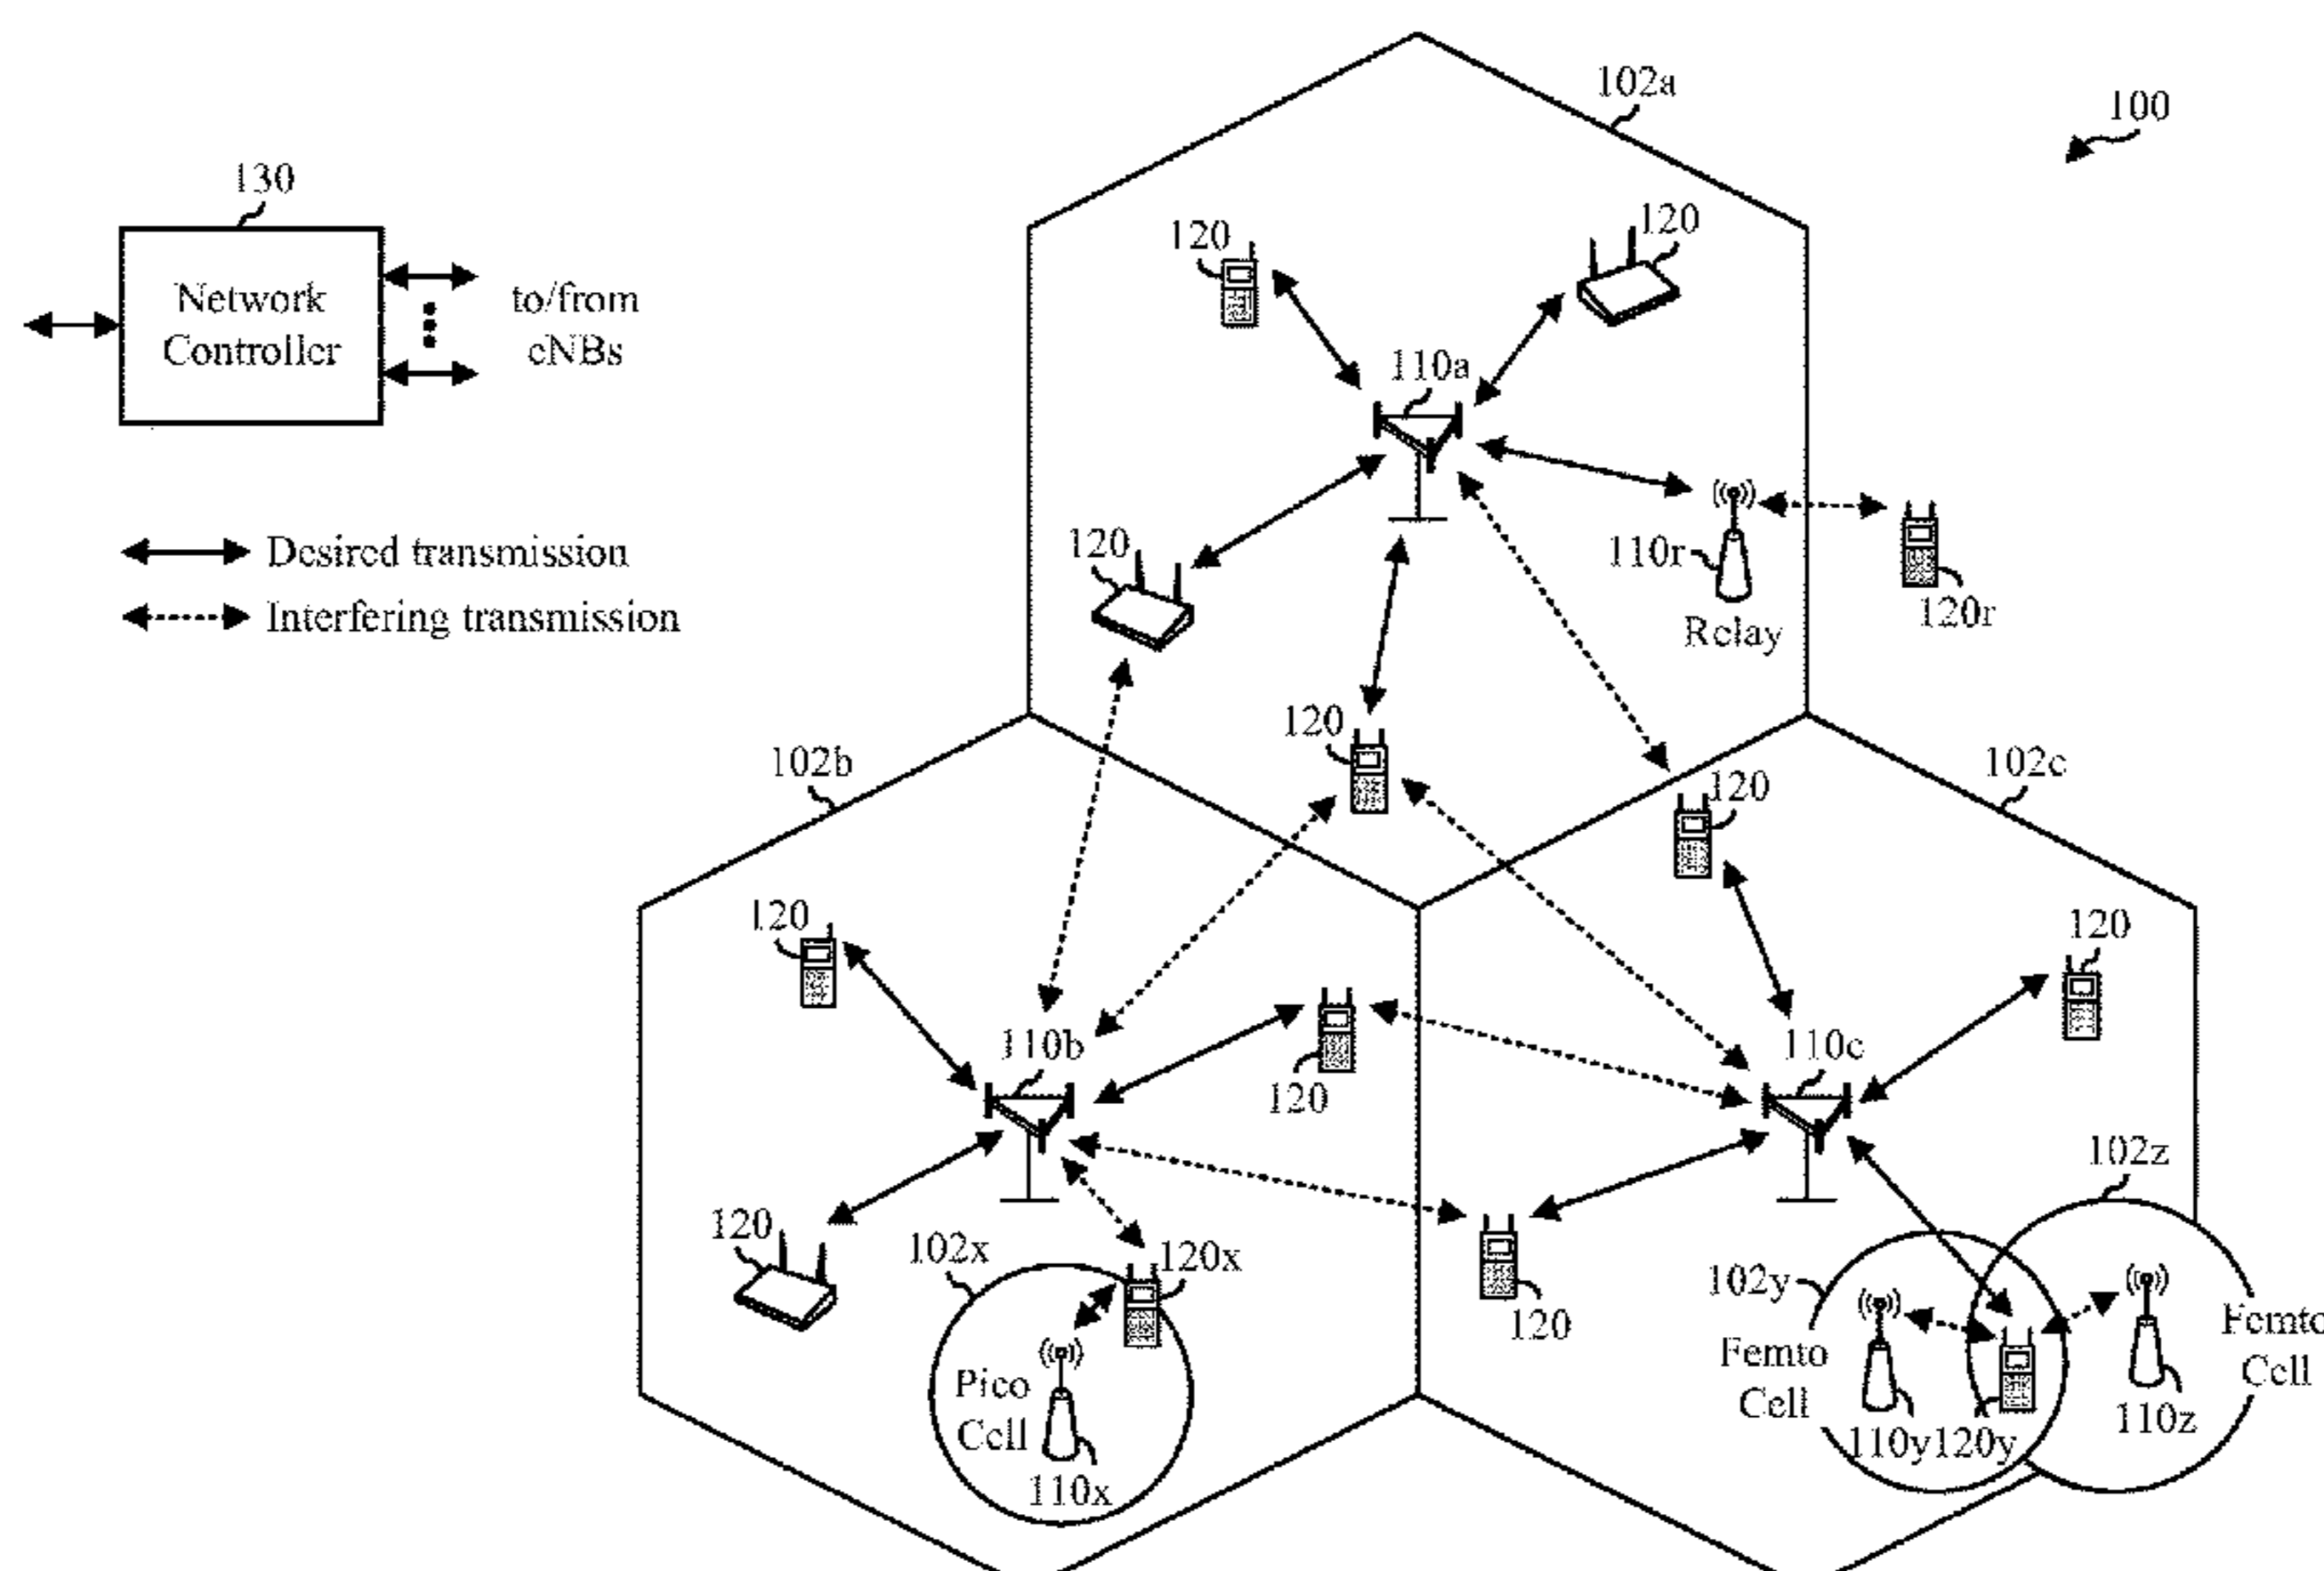 102a
100
130
120
120
Network
Controller
to/from
eNBs
110a
Desired transmission
Interfering transmission
120
110r
Relay
120r
120
102b
102c
120
120
120
110b
120
110c
102z
120
102x
120x
102y
120
Femto
Cell
Femto
Cell
Pico
Cell
110x
110y
120y
110z